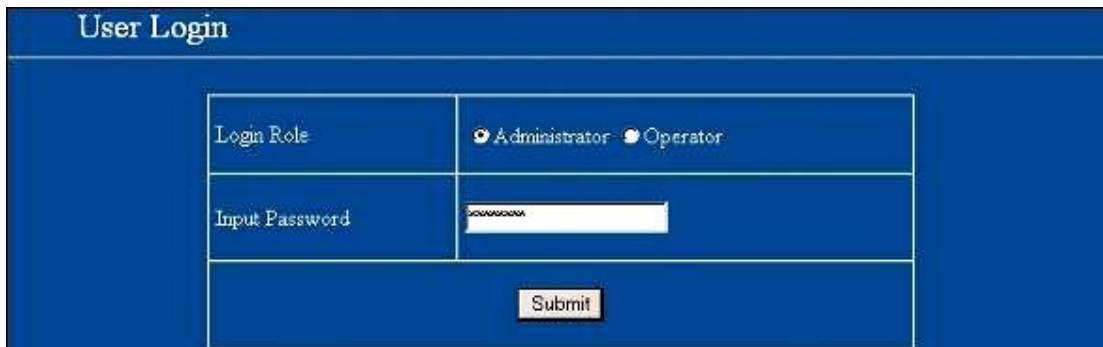 User Login
Login Role
Administrator Operator
Input Password
Submit